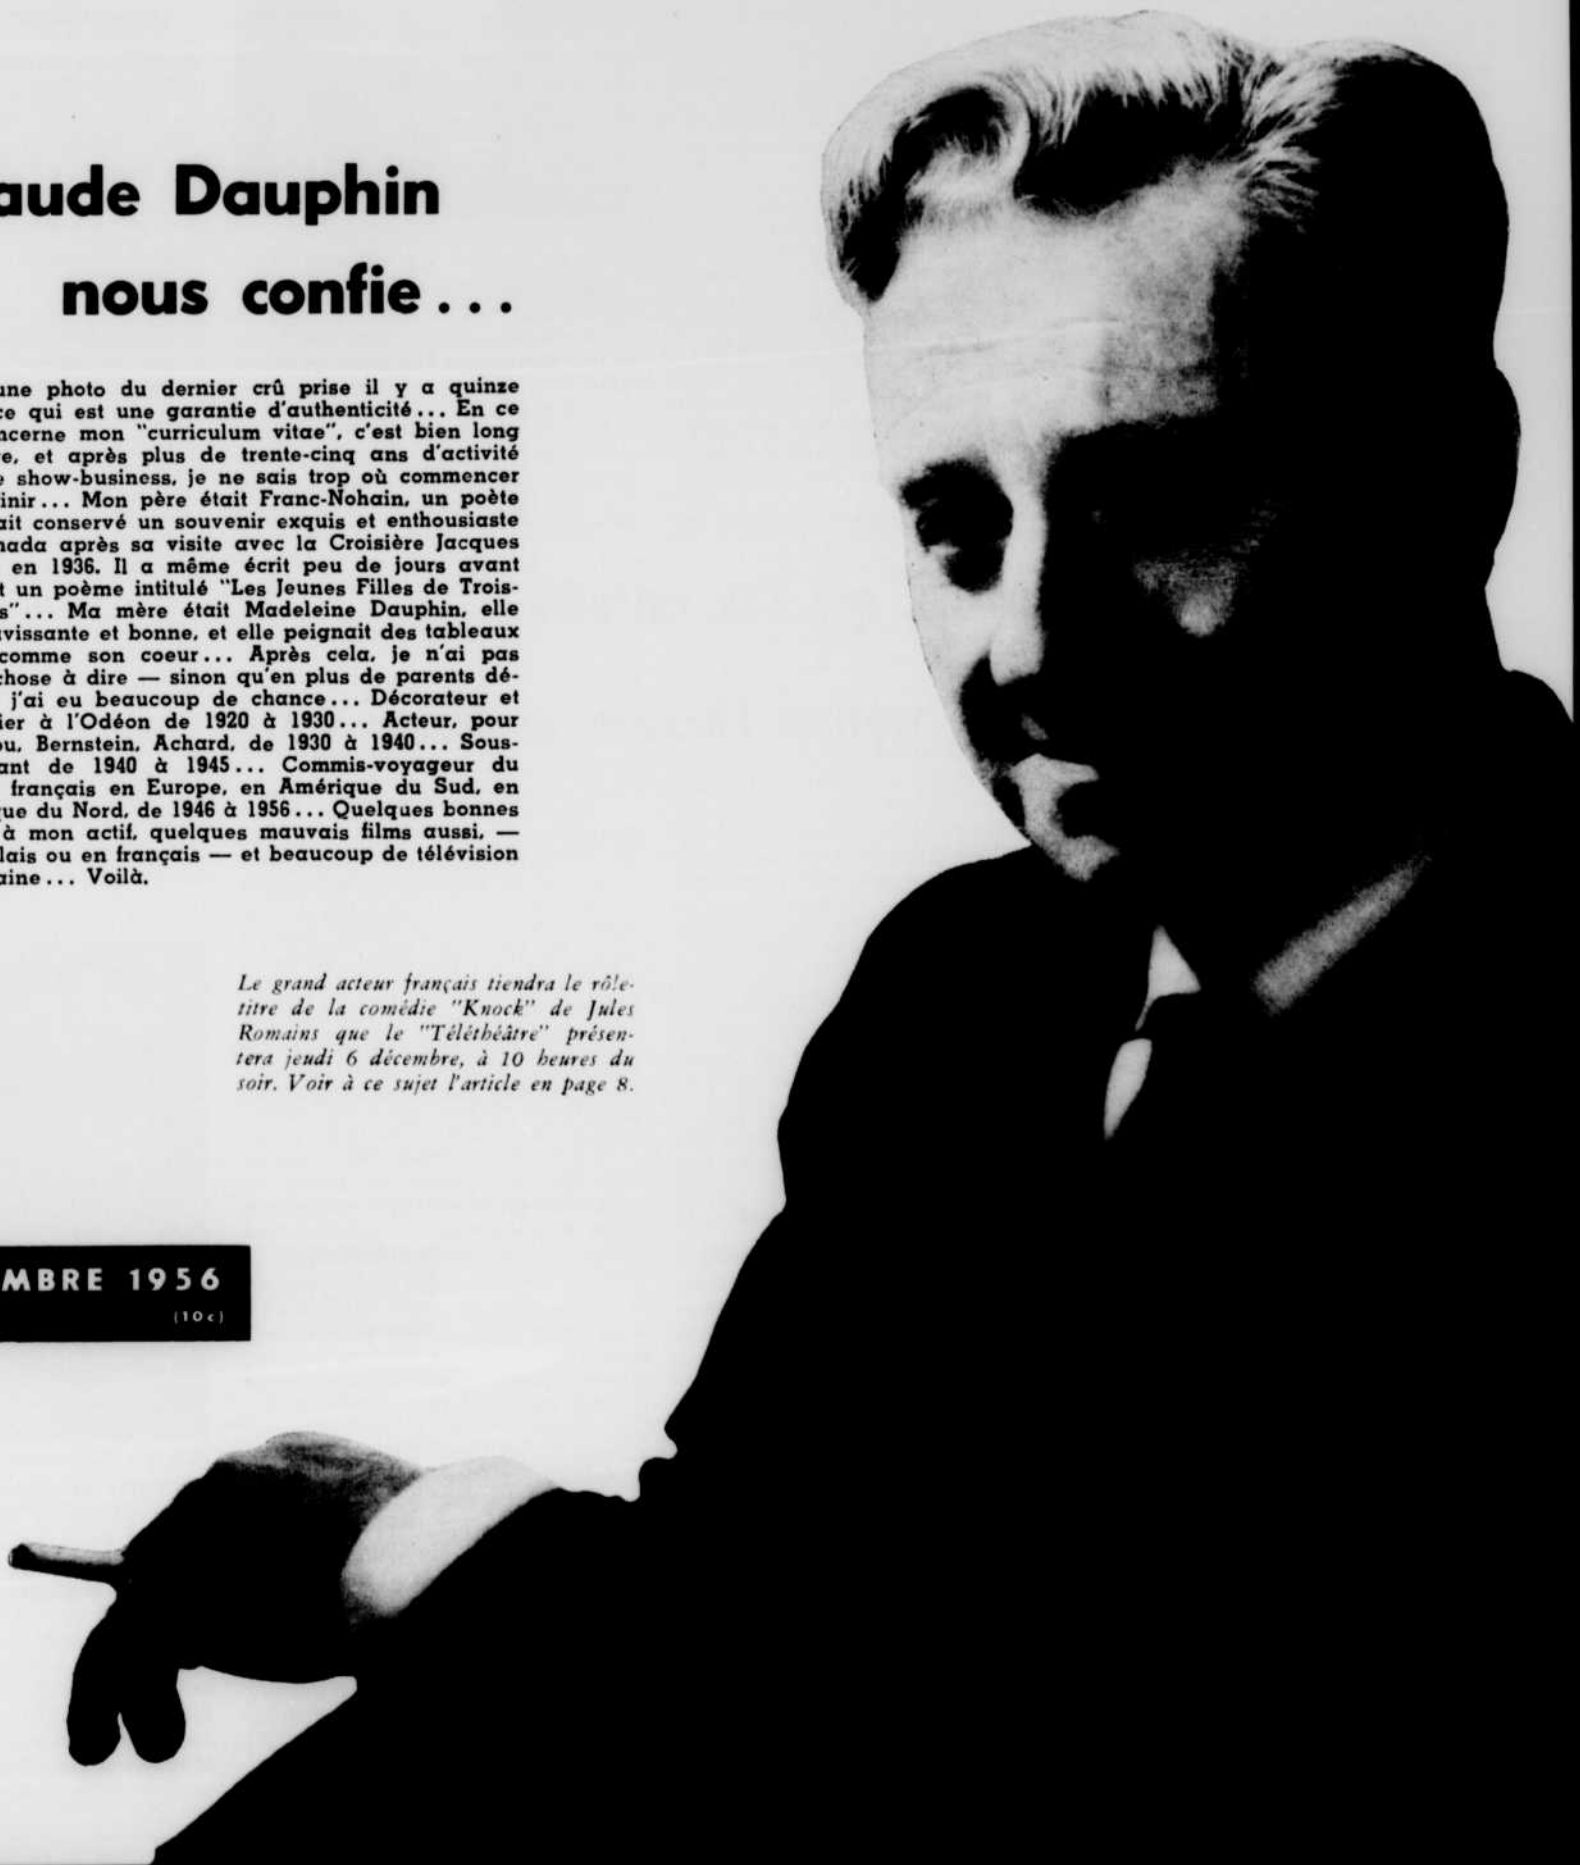 aude Dauphin
nous confie...
une photo du dernier crû prise il y a quinze
ce qui est une garantie d'authenticité... En ce
ncerne mon "curriculum vitae", c'est bien long
e, et après plus de trente-cinq ans d'activité
e show-business, je ne sais trop où commencer
inir... Mon père était Franc-Nohain, un poète
ait conservé un souvenir exquis et enthousiaste
nada après sa visite avec la Croisière Jacques
en 1936. Il a même écrit peu de jours avant
t un poème intitulé "Les Jeunes Filles de Trois-
s"... Ma mère était Madeleine Dauphin, elle
vissante et bonne, et elle peignait des tableaux
comme son coeur... Après cela, je n'ai pas
chose à dire — sinon qu'en plus de parents dé-
j'ai eu beaucoup de chance... Décorateur et
ier à l'Odéon de 1920 à 1930... Acteur, pour
ou, Bernstein, Achard, de 1930 à 1940... Sous-
ant de 1940 à 1945... Commis-voyageur du
français en Europe, en Amérique du Sud, en
que du Nord, de 1946 à 1956... Quelques bonnes
à mon actif, quelques mauvais films aussi, —
lais ou en français — et beaucoup de télévision
aine... Voilà.
Le grand acteur français tiendra le rôle-
titre de la comédie "Knock" de Jules
Romains que le "Téléthéâtre" présen-
tera jeudi 6 décembre, à 10 heures du
soir. Voir à ce sujet l'article en page 8.
MBRE 1956
(10c)